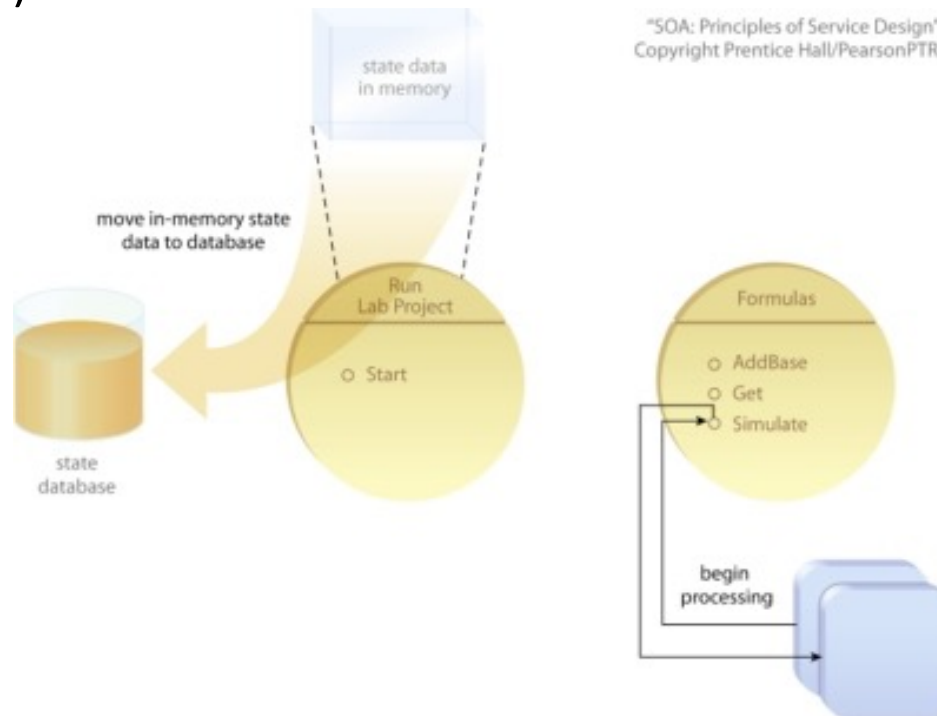 "SOA: Principles of Service Design"
Copyright Prentice Hall/PearsonPTR
state data
in memory
move in-memory state
data to database
Run
Lab Project
Start
Formulas
AddBase
Get
Simulate
state
database
begin
processing